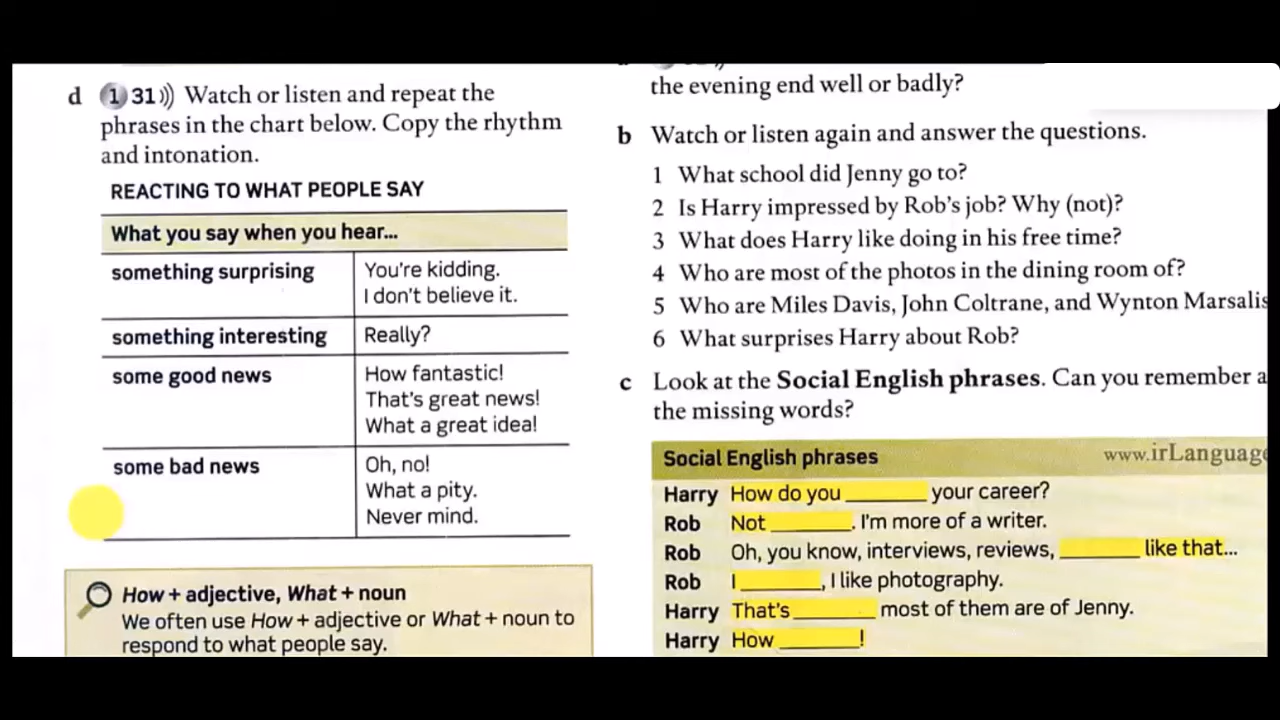 d 1 31 Watch or listen and repeat the
phrases in the chart below. Copy the rhythm
and intonation.
REACTING TO WHAT PEOPLE SAY
What you say when you hear...
something surprising
You're kidding.
I don't believe it.
something interesting
Really?
some good news
How fantastic!
That's great news!
What a great idea!
some bad news
Oh, no!
What a pity.
Never mind.
How + adjective, What + noun
We often use How + adjective or What + noun to
respond to what people say.
the evening end well or badly?
b Watch or listen again and answer the questions.
1 What school did Jenny go to?
2 Is Harry impressed by Rob's job? Why (not)?
3 What does Harry like doing in his free time?
4 Who are most of the photos in the dining room of?
5 Who are Miles Davis, John Coltrane, and Wynton Marsalis
6 What surprises Harry about Rob?
c Look at the Social English phrases. Can you remember a
the missing words?
Social English phrases www.irLanguage
Harry How do you ________ your career?
Rob Not ________. I'm more of a writer.
Rob Oh, you know, interviews, reviews, ________ like that...
Rob I ________, I like photography.
Harry That's ________ most of them are of Jenny.
Harry How ________!